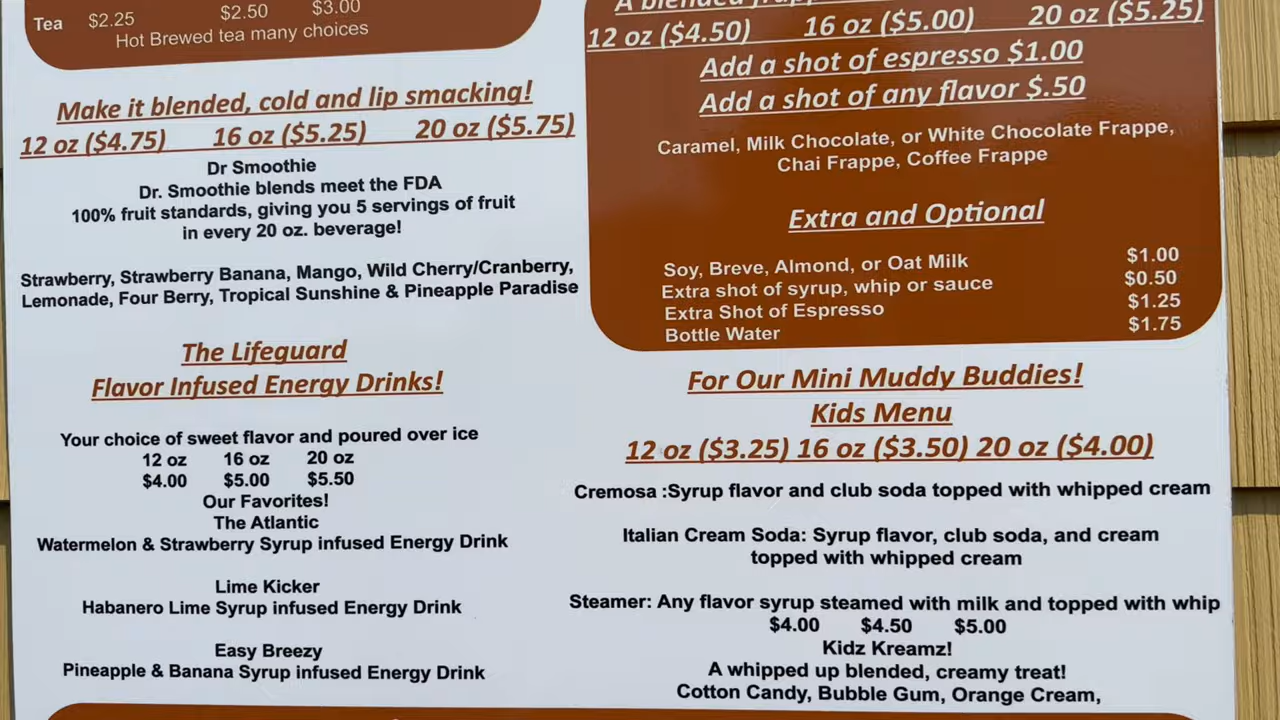 Tea $2.25 $2.50 $3.00
Hot Brewed tea many choices
Make it blended, cold and lip smacking!
12 oz ($4.75) 16 oz ($5.25) 20 oz ($5.75)
Dr Smoothie
Dr. Smoothie blends meet the FDA
100% fruit standards, giving you 5 servings of fruit
in every 20 oz. beverage!
Strawberry, Strawberry Banana, Mango, Wild Cherry/Cranberry,
Lemonade, Four Berry, Tropical Sunshine & Pineapple Paradise
The Lifeguard
Flavor Infused Energy Drinks!
Your choice of sweet flavor and poured over ice
12 oz 16 oz 20 oz
$4.00 $5.00 $5.50
Our Favorites!
The Atlantic
Watermelon & Strawberry Syrup infused Energy Drink
Lime Kicker
Habanero Lime Syrup infused Energy Drink
Easy Breezy
Pineapple & Banana Syrup infused Energy Drink
A blended
12 oz ($4.50) 16 oz ($5.00) 20 oz ($5.25)
Add a shot of espresso $1.00
Add a shot of any flavor $.50
Caramel, Milk Chocolate, or White Chocolate Frappe,
Chai Frappe, Coffee Frappe
Extra and Optional
Soy, Breve, Almond, or Oat Milk $1.00
Extra shot of syrup, whip or sauce $0.50
Extra Shot of Espresso $1.25
Bottle Water $1.75
For Our Mini Muddy Buddies!
Kids Menu
12 oz ($3.25) 16 oz ($3.50) 20 oz ($4.00)
Cremosa :Syrup flavor and club soda topped with whipped cream
Italian Cream Soda: Syrup flavor, club soda, and cream
topped with whipped cream
Steamer: Any flavor syrup steamed with milk and topped with whip
$4.00 $4.50 $5.00
Kidz Kreamz!
A whipped up blended, creamy treat!
Cotton Candy, Bubble Gum, Orange Cream,